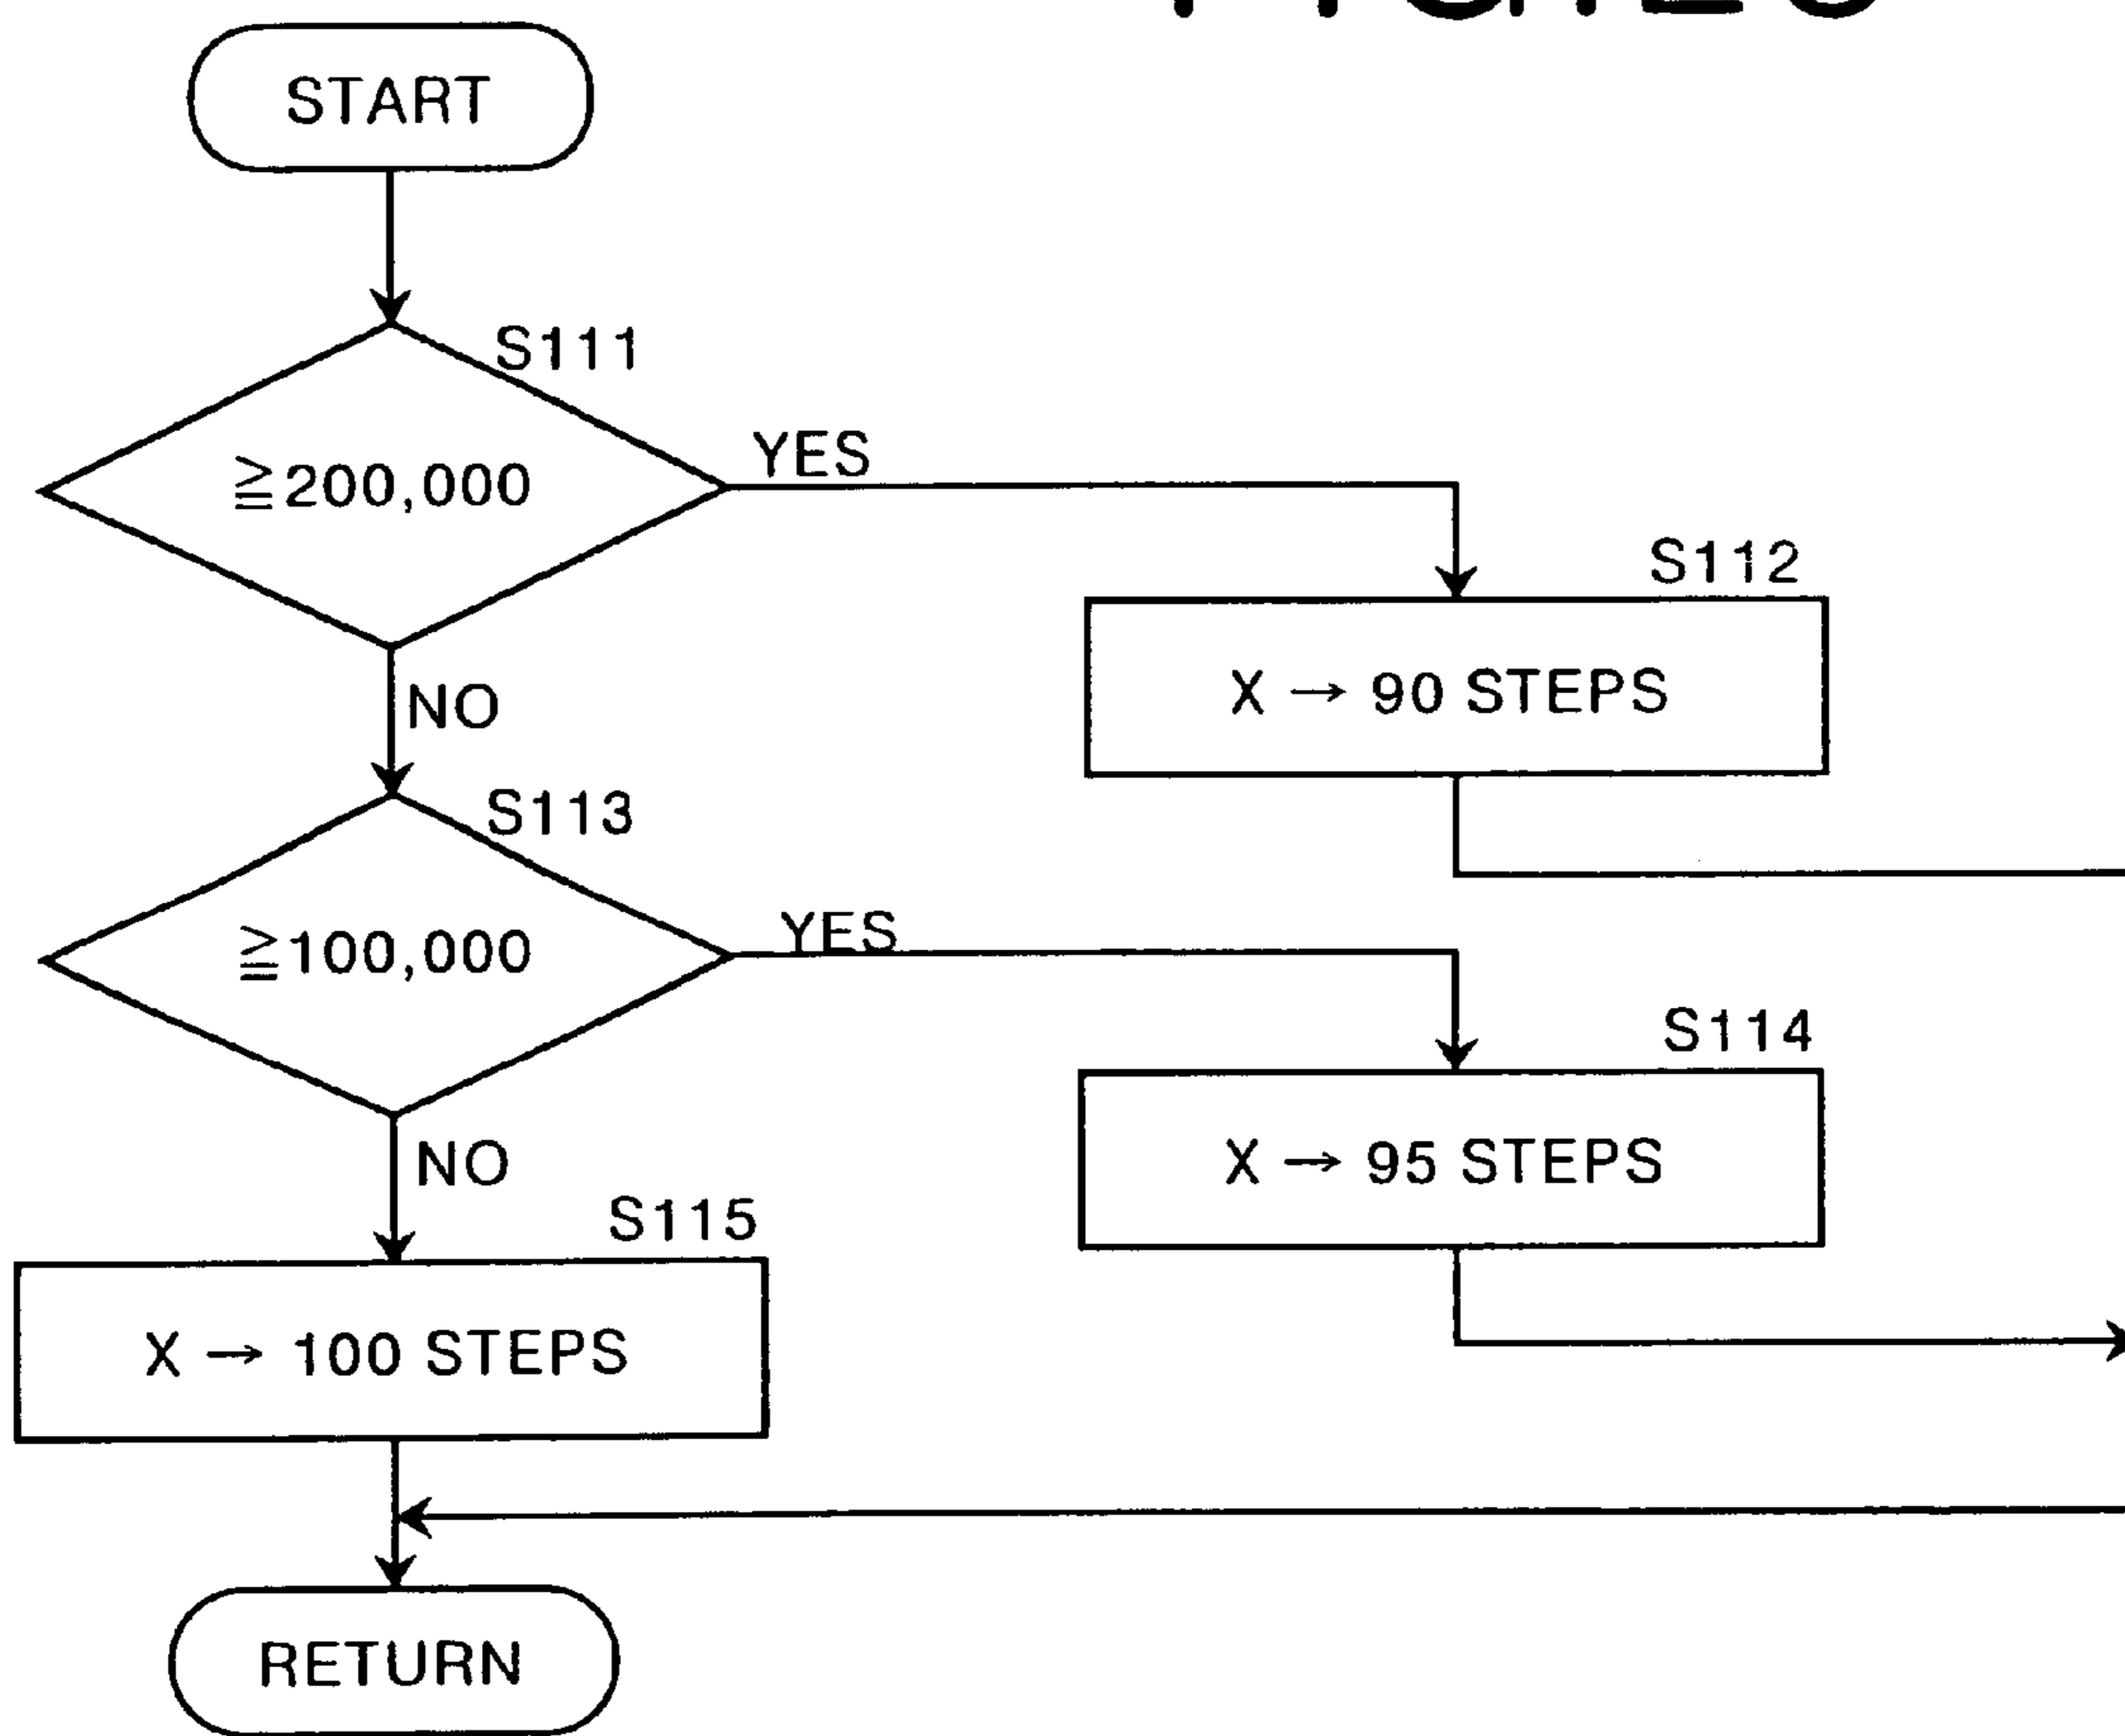 START
S111
≧200,000
YES
S112
X → 90 STEPS
NO
S113
≧100,000
YES
S114
X → 95 STEPS
NO
S115
X → 100 STEPS
RETURN